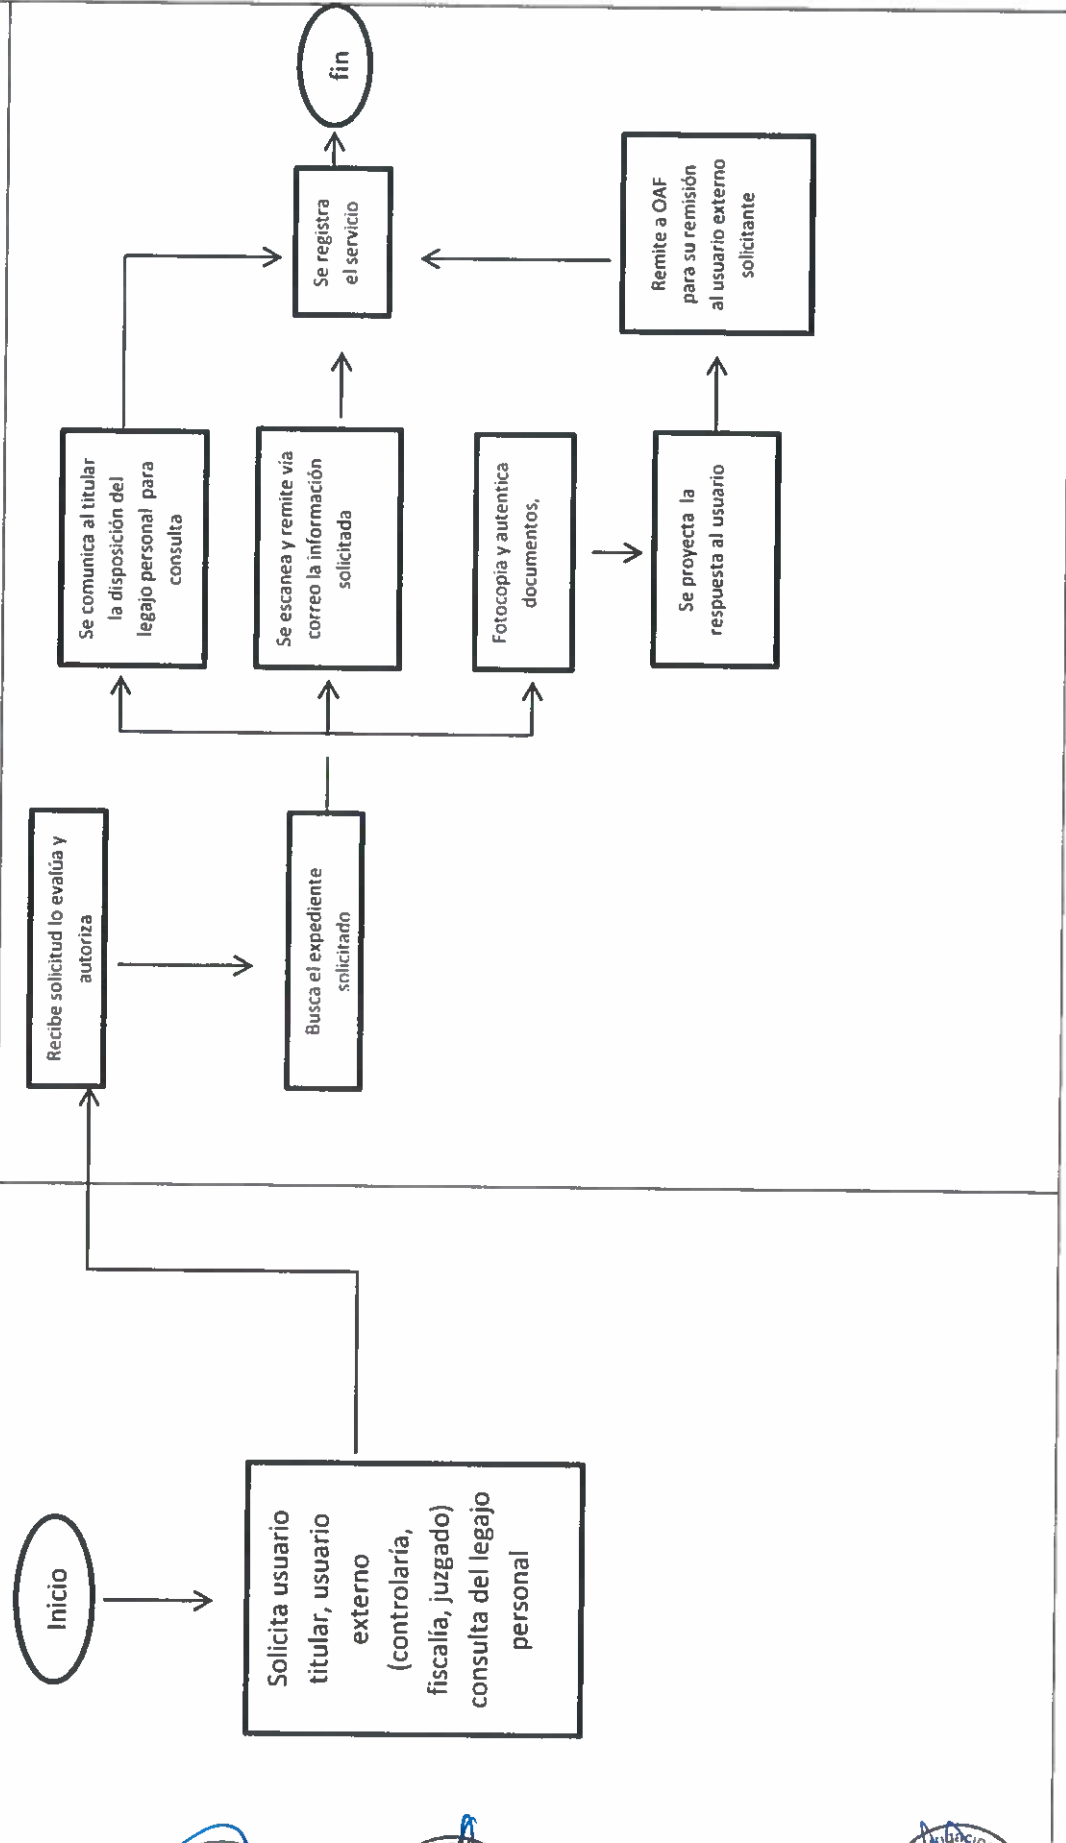 Inicio
Solicita usuario
titular, usuario
externo
(controlaría,
fiscalía, juzgado)
consulta del legajo
personal
Recibe solicitud lo evalúa y
autoriza
Busca el expediente
solicitado
Se comunica al titular
la disposición del
legajo personal para
consulta
Se escanea y remite vía
correo la información
solicitada
Fotocopia y autentica
documentos,
Se proyecta la
respuesta al usuario
Remite a OAF
para su remisión
al usuario externo
solicitante
Se registra
el servicio
fin